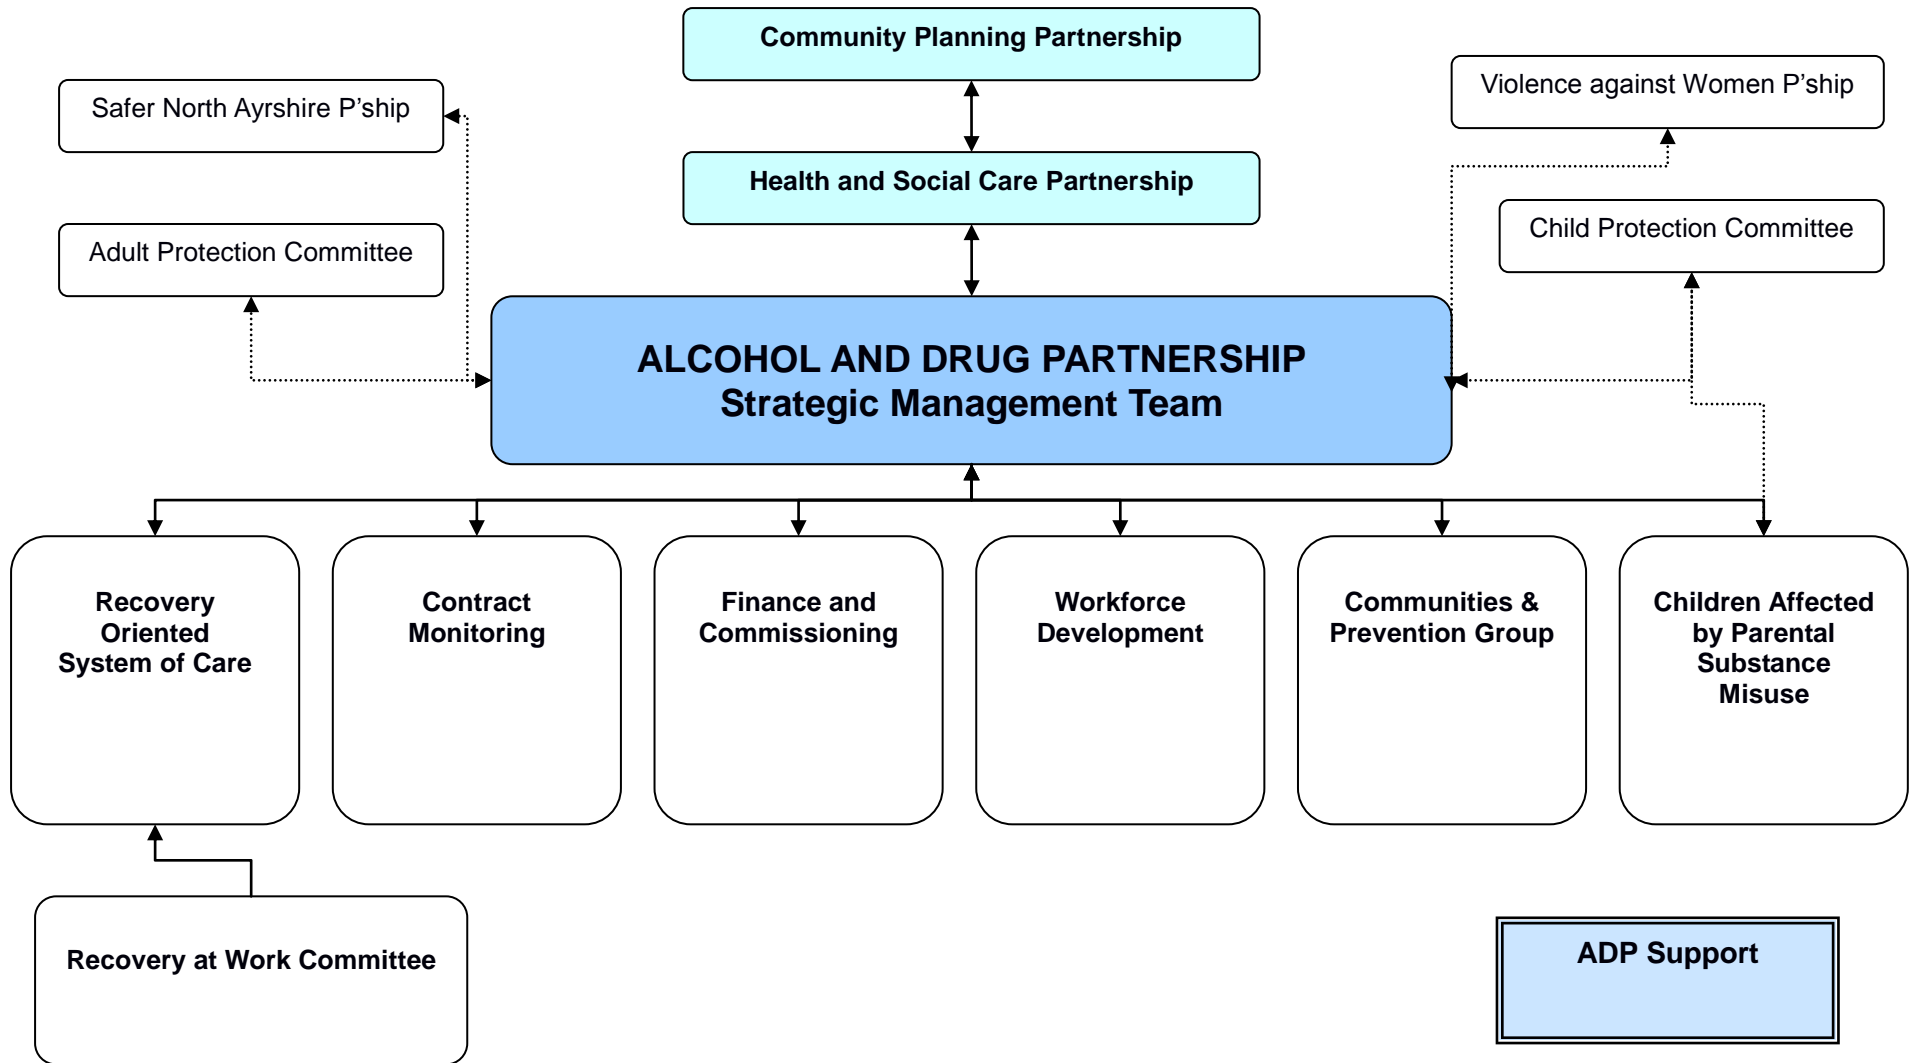 Community Planning Partnership
Safer North Ayrshire P’ship
Violence against Women P’ship
Health and Social Care Partnership
Adult Protection Committee
Child Protection Committee
ALCOHOL AND DRUG PARTNERSHIP
Strategic Management Team
Recovery
Oriented
System of Care
Contract
Monitoring
Finance and
Commissioning
Workforce
Development
Communities &
Prevention Group
Children Affected
by Parental
Substance
Misuse
Recovery at Work Committee
ADP Support